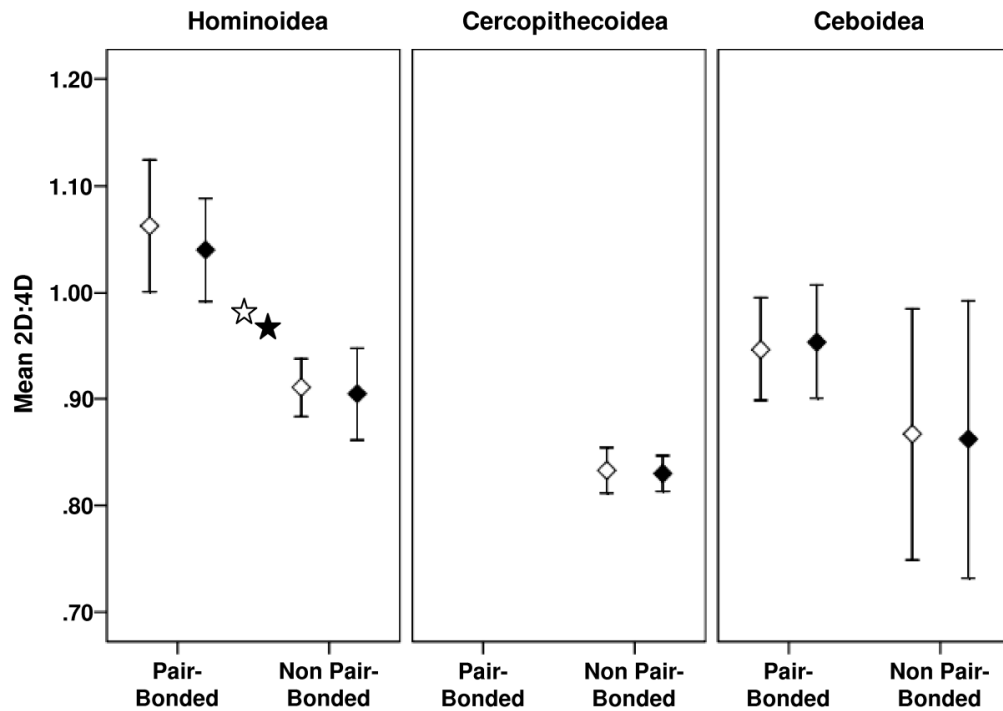 Hominoidea
Cercopithecoidea
Ceboidea
Mean 2D:4D
1.20
1.10
1.00
.90
.80
.70
Pair-
Bonded
Non Pair-
Bonded
Pair-
Bonded
Non Pair-
Bonded
Pair-
Bonded
Non Pair-
Bonded